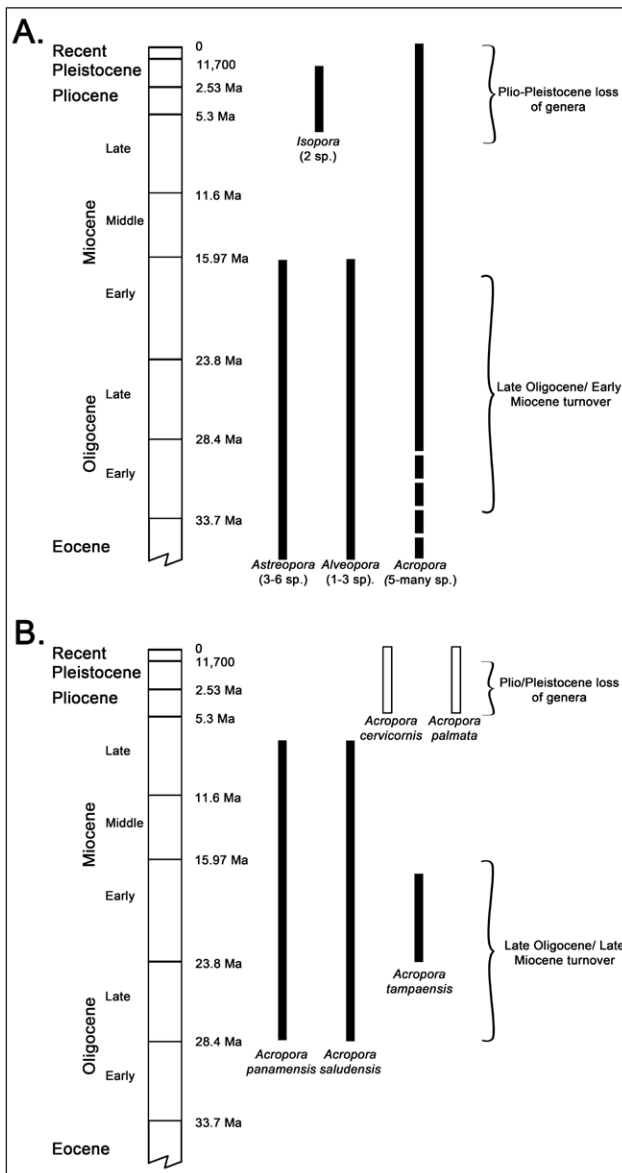 A.
Recent
Pleistocene
Pliocene
Late
Miocene
Middle
Early
Late
Oligocene
Early
Eocene
0
11,700
2.53 Ma
5.3 Ma
11.6 Ma
15.97 Ma
23.8 Ma
28.4 Ma
33.7 Ma
Isopora
(2 sp.)
Astreopora
(3-6 sp.)
Alveopora
(1-3 sp).
Acropora
(5-many sp.)
Plio-Pleistocene loss
of genera
Late Oligocene/ Early
Miocene turnover
B.
Recent
Pleistocene
Pliocene
Late
Miocene
Middle
Early
Late
Oligocene
Early
Eocene
0
11,700
2.53 Ma
5.3 Ma
11.6 Ma
15.97 Ma
23.8 Ma
28.4 Ma
33.7 Ma
Acropora
cervicornis
Acropora
palmata
Acropora
tampaensis
Acropora
panamensis
Acropora
saludensis
Plio/Pleistocene loss
of genera
Late Oligocene/ Late
Miocene turnover